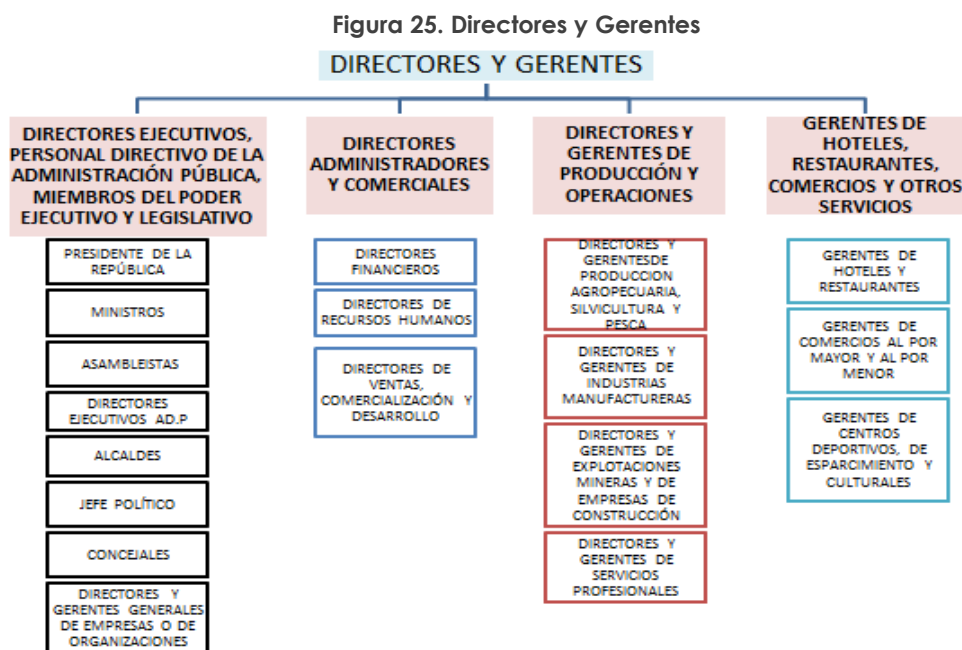 Figura 25. Directores y Gerentes
DIRECTORES Y GERENTES
DIRECTORES EJECUTIVOS,
PERSONAL DIRECTIVO DE LA
ADMINISTRACIÓN PÚBLICA,
MIEMBROS DEL PODER
EJECUTIVO Y LEGISLATIVO
PRESIDENTE DE LA
REPÚBLICA
MINISTROS
ASAMBLEISTAS
DIRECTORES
EJECUTIVOS AD.P
ALCALDES
JEFE POLÍTICO
CONCEJALES
DIRECTORES Y
GERENTES GENERALES
DE EMPRESAS O DE
ORGANIZACIONES
DIRECTORES
ADMINISTRADORES
Y COMERCIALES
DIRECTORES
FINANCIEROS
DIRECTORES DE
RECURSOS HUMANOS
DIRECTORES DE
VENTAS,
COMERCIALIZACIÓN Y
DESARROLLO
DIRECTORES Y
GERENTES DE
PRODUCCIÓN Y
OPERACIONES
DIRECTORES Y
GERENTESDE
PRODUCCION
AGROPECUARIA,
SILVICULTURA Y
PESCA
DIRECTORES Y
GERENTES DE
INDUSTRIAS
MANUFACTURERAS
DIRECTORES Y
GERENTES DE
EXPLOTACIONES
MINERAS Y DE
EMPRESAS DE
CONSTRUCCIÓN
DIRECTORES Y
GERENTES DE
SERVICIOS
PROFESIONALES
GERENTES DE
HOTELES,
RESTAURANTES,
COMERCIOS Y OTROS
SERVICIOS
GERENTES DE
HOTELES Y
RESTAURANTES
GERENTES DE
COMERCIOS AL POR
MAYOR Y AL POR
MENOR
GERENTES DE
CENTROS
DEPORTIVOS, DE
ESPARCIMIENTO Y
CULTURALES